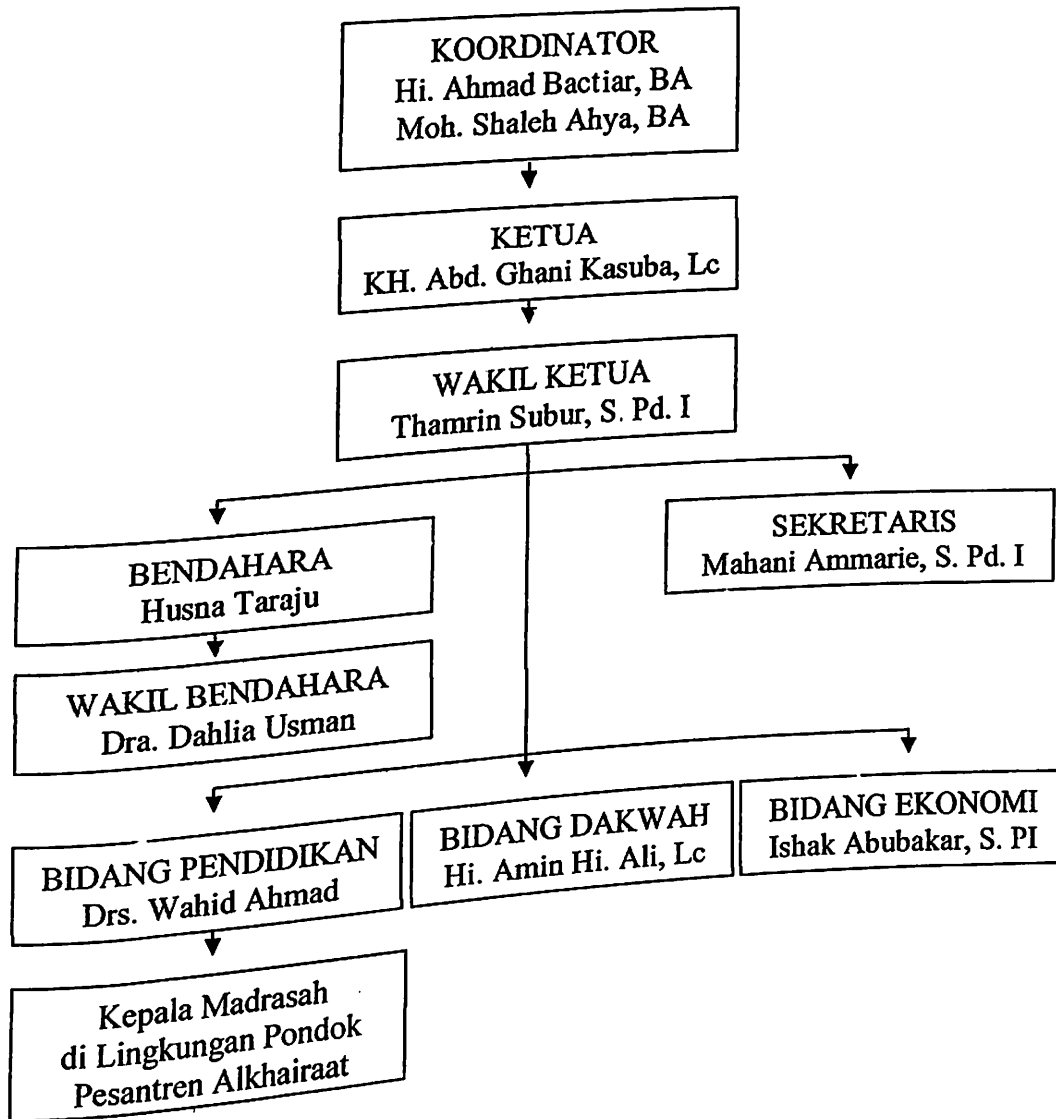 KOORDINATOR
Hi. Ahmad Bactiar, BA
Moh. Shaleh Ahya, BA
KETUA
KH. Abd. Ghani Kasuba, Lc
WAKIL KETUA
Thamrin Subur, S. Pd. I
BENDAHARA
Husna Taraju
SEKRETARIS
Mahani Ammarie, S. Pd. I
WAKIL BENDAHARA
Dra. Dahlia Usman
BIDANG PENDIDIKAN
Drs. Wahid Ahmad
BIDANG DAKWAH
Hi. Amin Hi. Ali, Lc
BIDANG EKONOMI
Ishak Abubakar, S. PI
Kepala Madrasah
di Lingkungan Pondok
Pesantren Alkhairaat